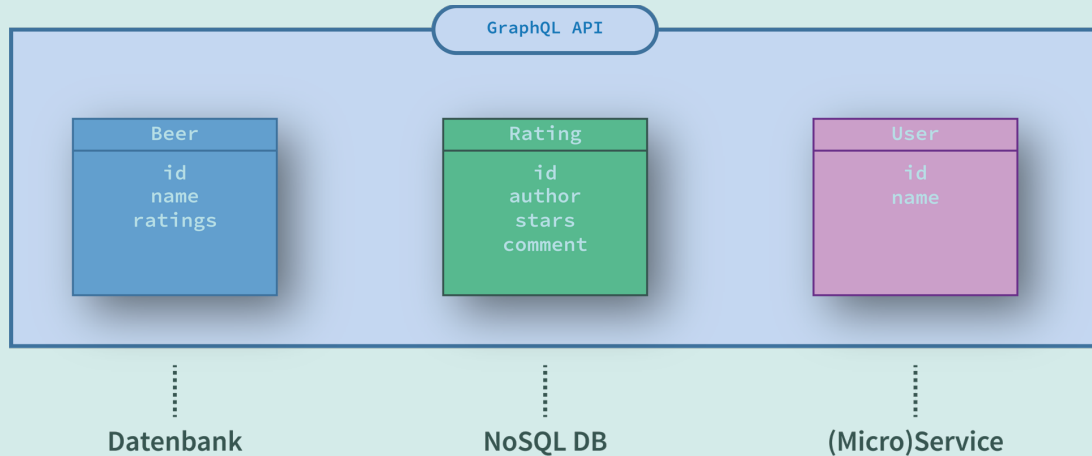 GraphQL API
Beer
id
name
ratings
Rating
id
author
stars
comment
User
id
name
Datenbank
NoSQL DB
(Micro)Service